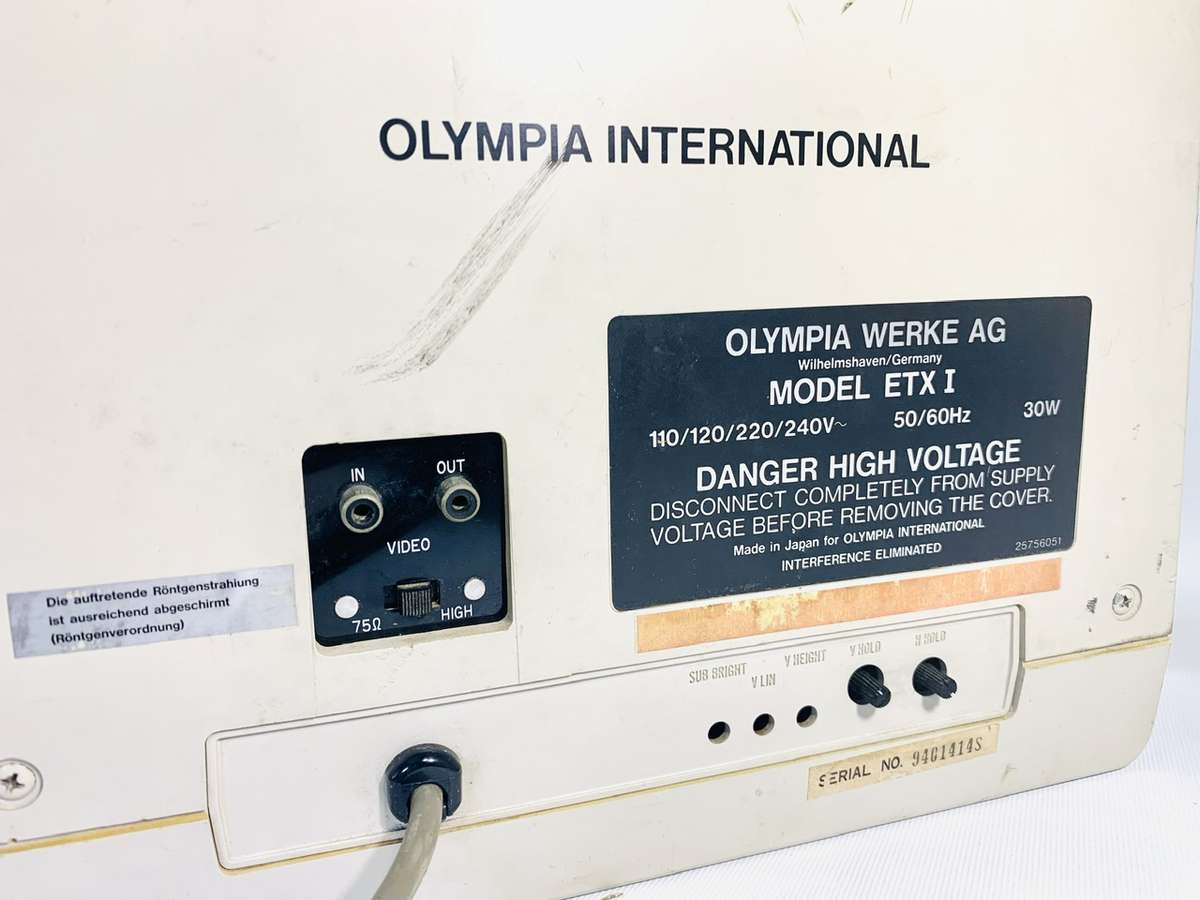 OLYMPIA INTERNATIONAL
OLYMPIA WERKE AG
Wilhelmshaven/Germany
MODEL ETX I
110/120/220/240V~ 50/60Hz 30W
DANGER HIGH VOLTAGE
DISCONNECT COMPLETELY FROM SUPPLY
VOLTAGE BEFORE REMOVING THE COVER.
Made in Japan for OLYMPIA INTERNATIONAL
INTERFERENCE ELIMINATED 25756051
IN OUT
VIDEO
75Ω HIGH
Die auftretende Röntgenstrahlung
ist ausreichend abgeschirmt
(Röntgenverordnung)
SUB BRIGHT V LIN V HEIGHT V HOLD H HOLD
SERIAL NO. 94G1414S